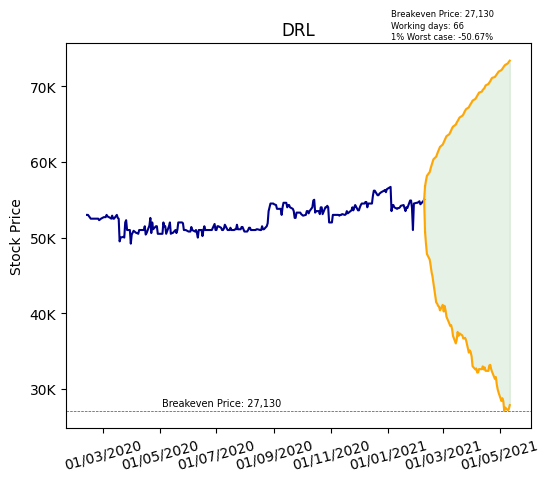 Breakeven Price: 27,130
Working days: 66
1% Worst case: -50.67%
DRL
Stock Price
70K
60K
50K
40K
30K
Breakeven Price: 27,130
01/03/2020
01/05/2020
01/07/2020
01/09/2020
01/11/2020
01/01/2021
01/03/2021
01/05/2021